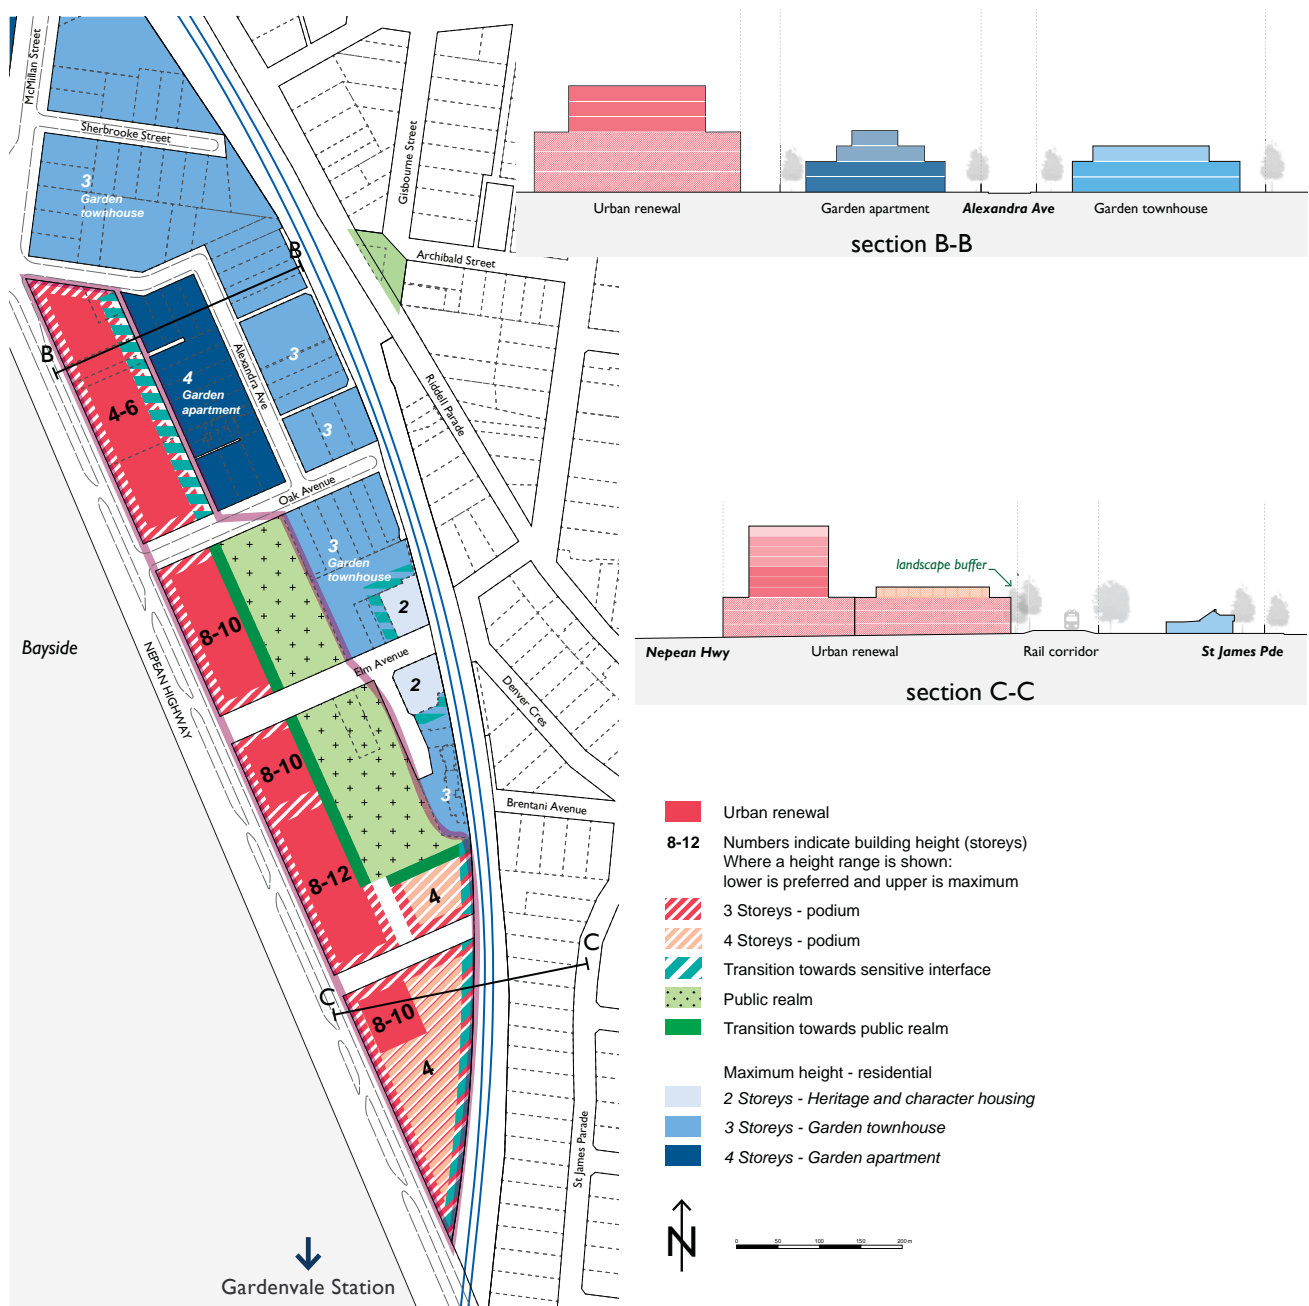 McMillan Street
Sherbrooke Street
3
Garden
townhouse
Gisbourne Street
Archibald Street
B
B
4-6
4
Garden
apartment
Alexandra Ave
3
3
Riddell Parade
Oak Avenue
3
Garden
townhouse
2
8-10
Elm Avenue
2
Bayside
NEPEAN HIGHWAY
Denver Cres
8-10
3
Brentani Avenue
8-12
4
C
C
8-10
4
St James Parade
Gardenvale Station
Urban renewal
Garden apartment
Alexandra Ave
Garden townhouse
section B-B
landscape buffer
Nepean Hwy
Urban renewal
Rail corridor
St James Pde
section C-C
Urban renewal
8-12 Numbers indicate building height (storeys)
Where a height range is shown:
lower is preferred and upper is maximum
3 Storeys - podium
4 Storeys - podium
Transition towards sensitive interface
Public realm
Transition towards public realm
Maximum height - residential
2 Storeys - Heritage and character housing
3 Storeys - Garden townhouse
4 Storeys - Garden apartment
N
0 50 100 150 200m